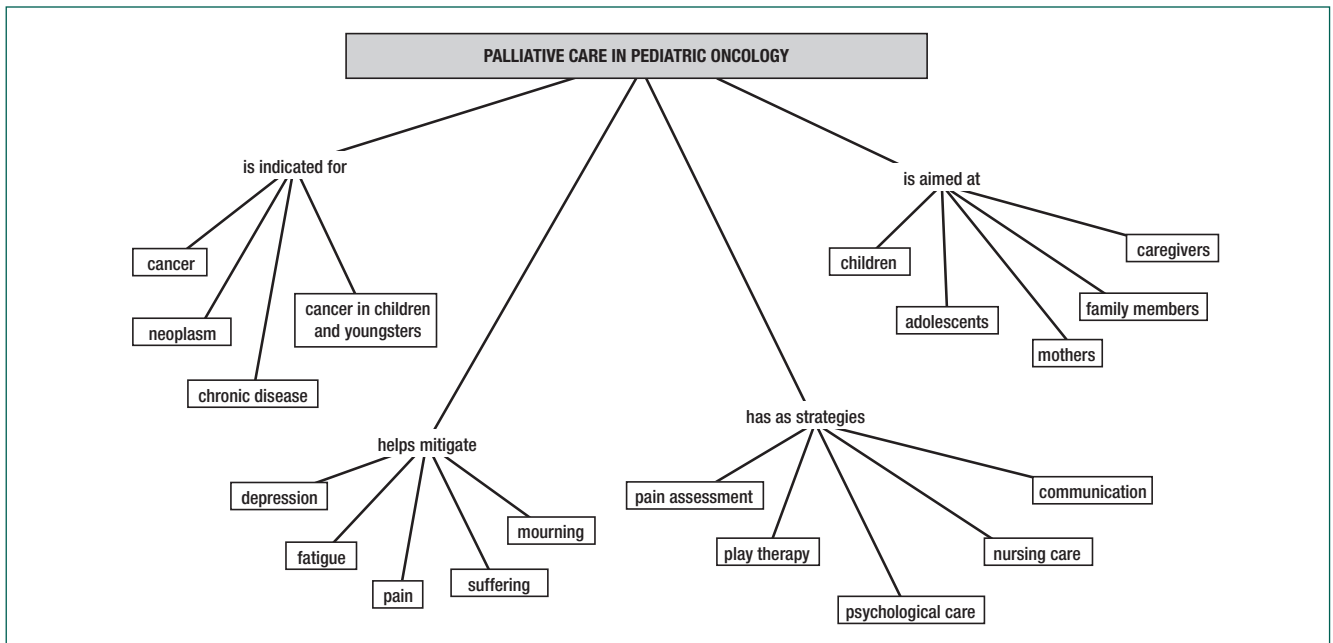 PALLIATIVE CARE IN PEDIATRIC ONCOLOGY
is indicated for
cancer
neoplasm
chronic disease
cancer in children
and youngsters
helps mitigate
depression
fatigue
pain
suffering
mourning
has as strategies
pain assessment
play therapy
psychological care
nursing care
communication
is aimed at
children
adolescents
mothers
family members
caregivers